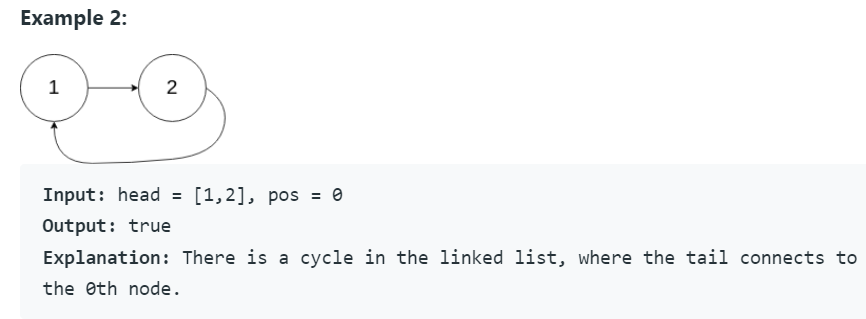 Example 2:
1
2
Input: head = [1,2], pos = 0
Output: true
Explanation: There is a cycle in the linked list, where the tail connects to
the 0th node.